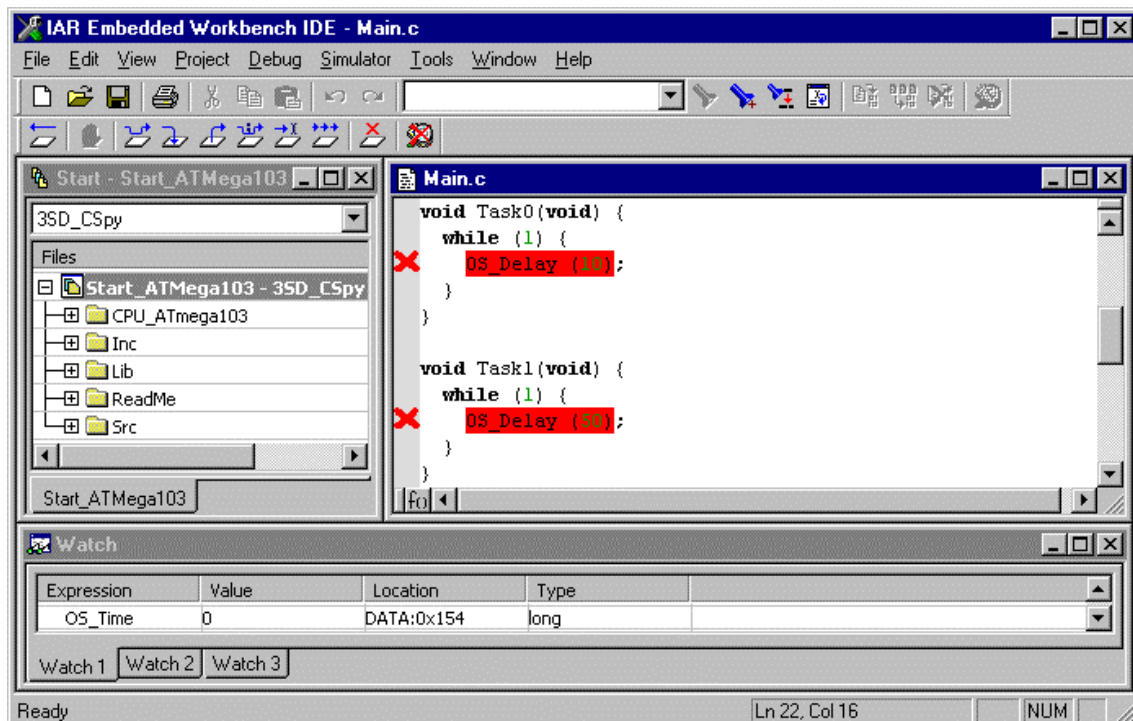 IAR Embedded Workbench IDE - Main.c
File Edit View Project Debug Simulator Tools Window Help
Start - Start_ATMega103
3SD_CSpy
Files
Start_ATMega103 - 3SD_CSpy
CPU_ATmega103
Inc
Lib
ReadMe
Src
Start_ATMega103
Main.c
void Task0(void) {
while (1) {
OS_Delay (10);
}
}
void Task1(void) {
while (1) {
OS_Delay (50);
}
}
fo
Watch
Expression Value Location Type
OS_Time 0 DATA:0x154 long
Watch 1 Watch 2 Watch 3
Ready Ln 22, Col 16 NUM